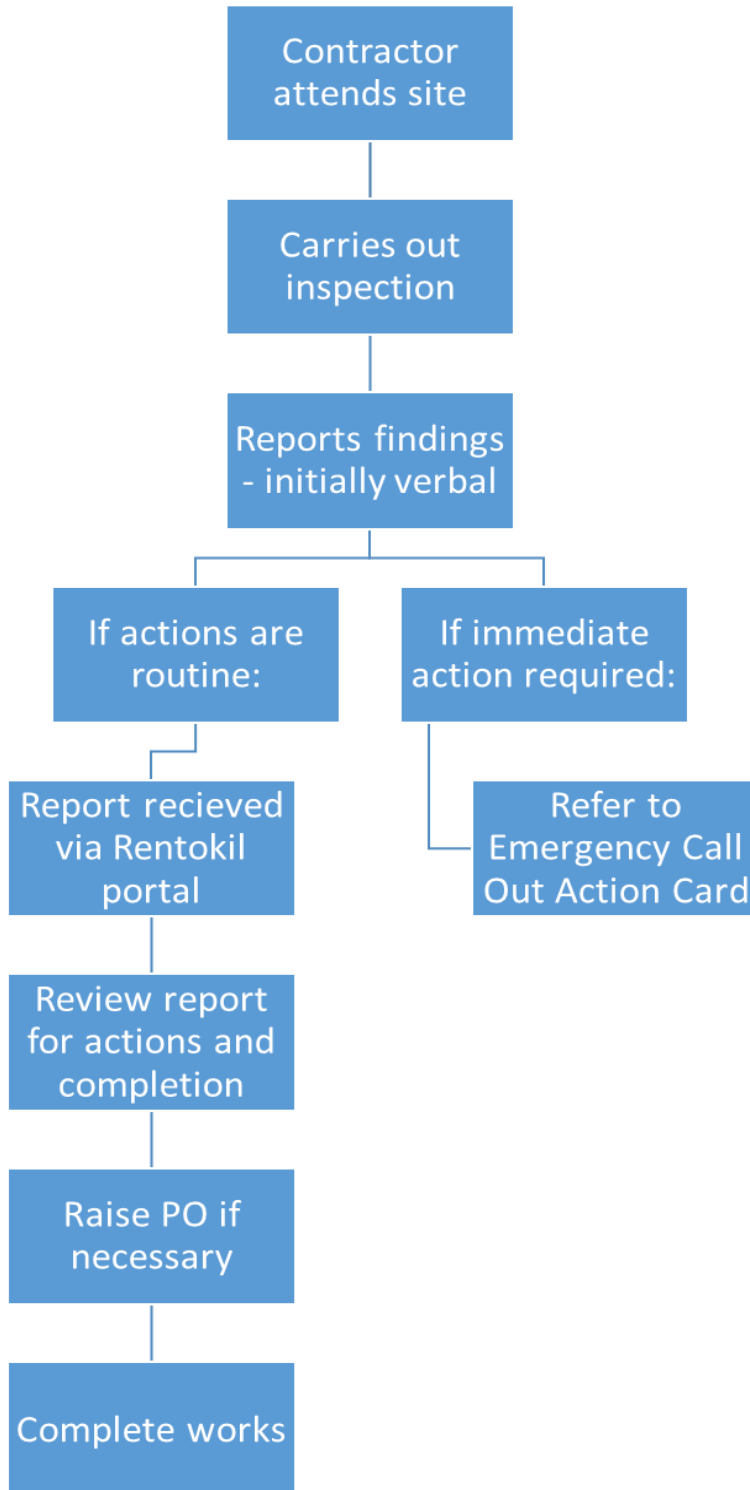 Contractor
attends site
Carries out
inspection
Reports findings
- initially verbal
If actions are
routine:
If immediate
action required:
Report recieved
via Rentokil
portal
Refer to
Emergency Call
Out Action Card
Review report
for actions and
completion
Raise PO if
necessary
Complete works